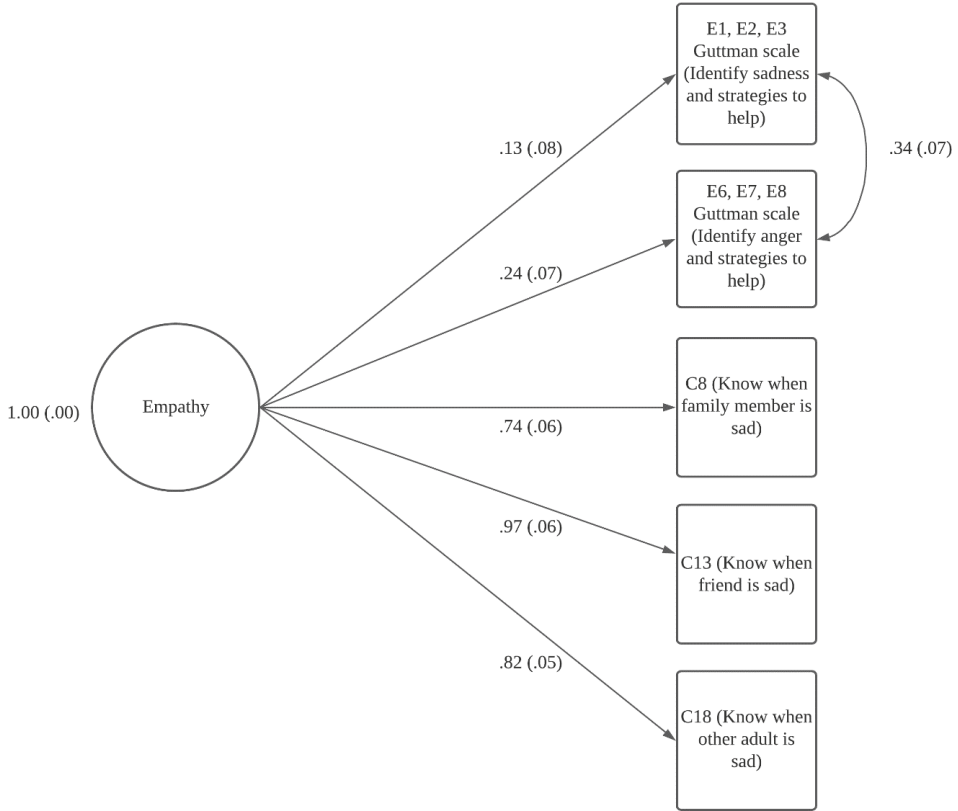 E1, E2, E3
Guttman scale
(Identify sadness
and strategies to
help)
.13 (.08)
.34 (.07)
E6, E7, E8
Guttman scale
(Identify anger
and strategies to
help)
.24 (.07)
1.00 (.00)
Empathy
C8 (Know when
family member is
sad)
.74 (.06)
.97 (.06)
C13 (Know when
friend is sad)
.82 (.05)
C18 (Know when
other adult is
sad)